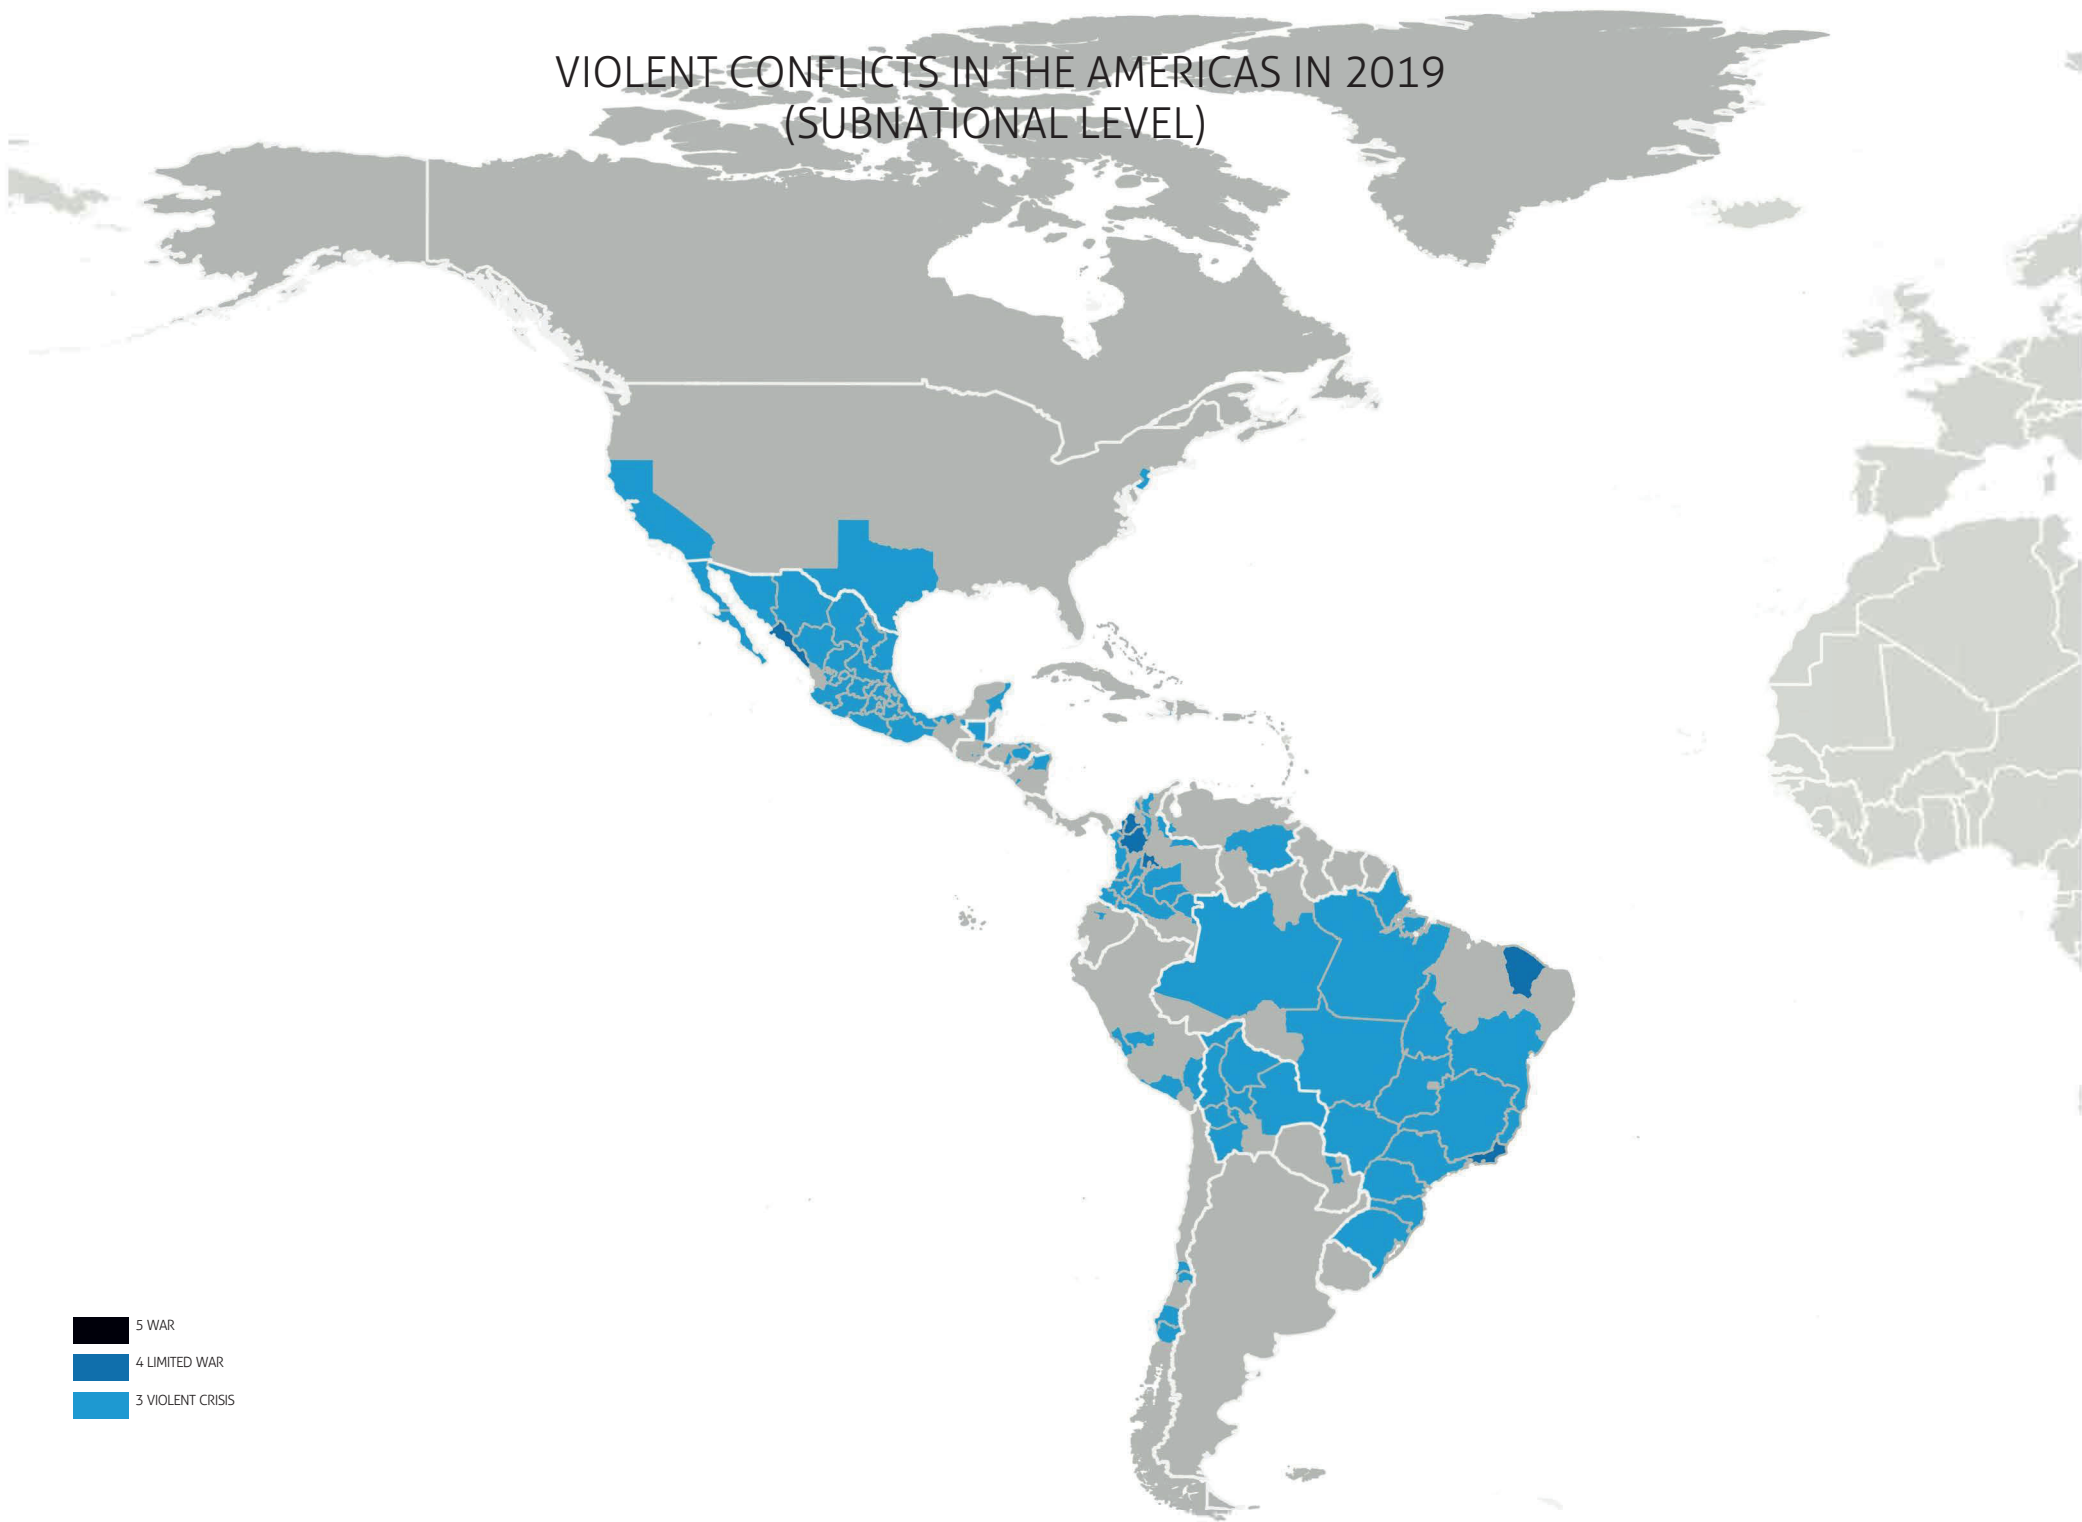 VIOLENT CONFLICTS IN THE AMERICAS IN 2019
(SUBNATIONAL LEVEL)
5 WAR
4 LIMITED WAR
3 VIOLENT CRISIS